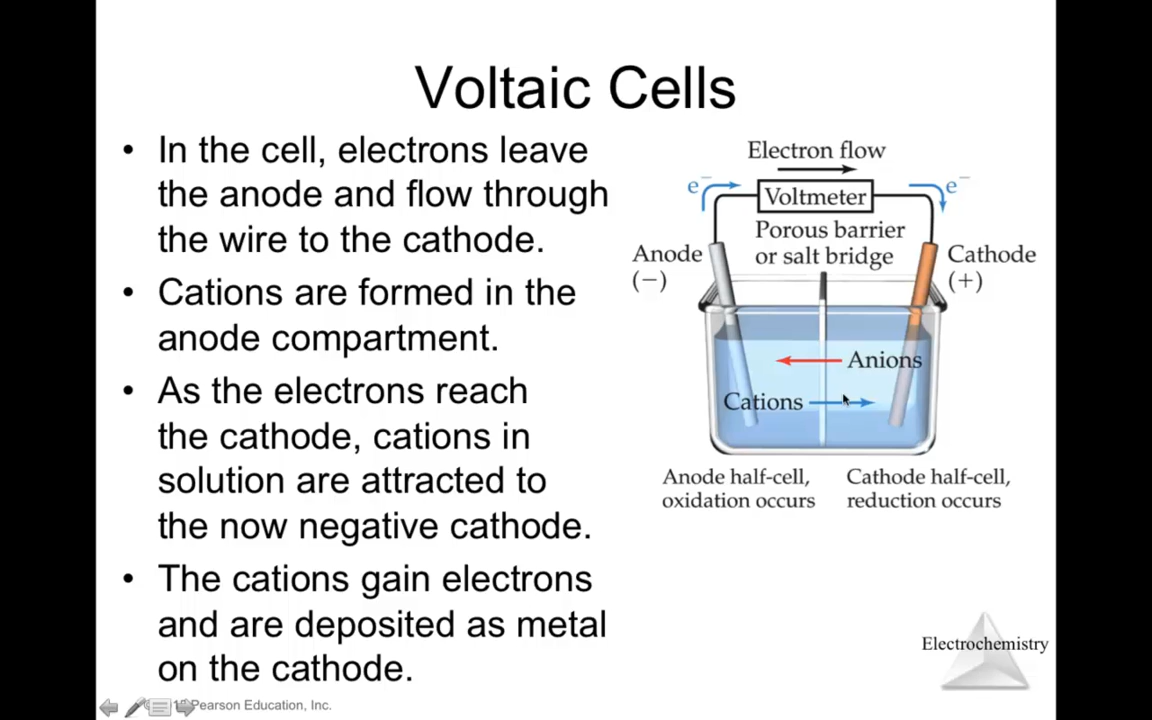 Voltaic Cells
• In the cell, electrons leave
the anode and flow through
the wire to the cathode.
• Cations are formed in the
anode compartment.
• As the electrons reach
the cathode, cations in
solution are attracted to
the now negative cathode.
• The cations gain electrons
and are deposited as metal
on the cathode.
Electron flow
e⁻
Voltmeter
e⁻
Porous barrier
or salt bridge
Anode
(−)
Cathode
(+)
Anions
Cations
Anode half-cell,
oxidation occurs
Cathode half-cell,
reduction occurs
Electrochemistry
Pearson Education, Inc.